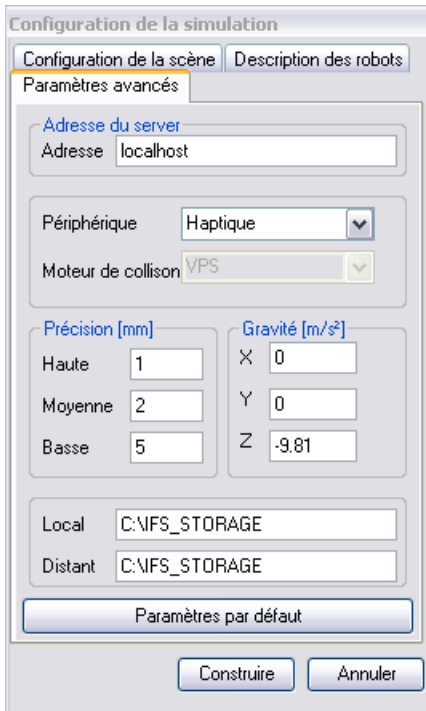 Configuration de la simulation
Configuration de la scène Description des robots
Paramètres avancés
Adresse du server
Adresse localhost
Périphérique Haptique
Moteur de collison VPS
Précision [mm]
Haute 1
Moyenne 2
Basse 5
Gravité [m/s²]
X 0
Y 0
Z -9.81
Local C:\IFS_STORAGE
Distant C:\IFS_STORAGE
Paramètres par défaut
Construire Annuler